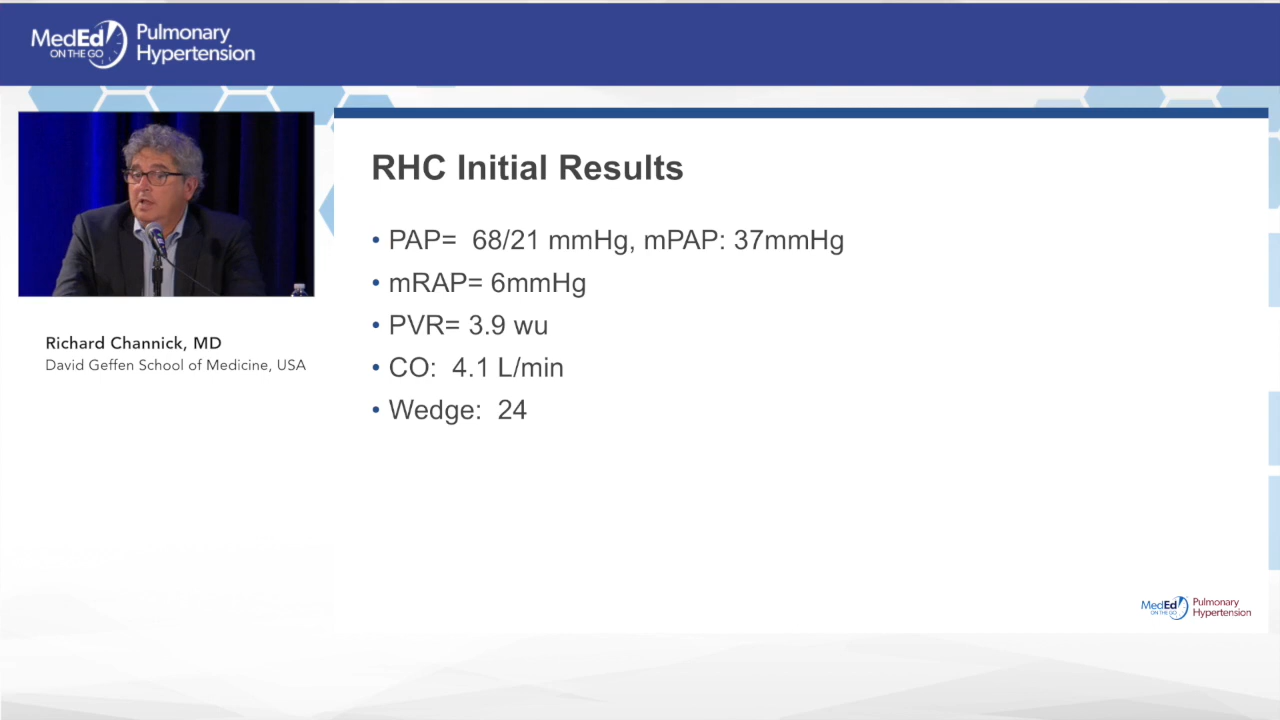 MedEd
ON THE GO
Pulmonary
Hypertension
RHC Initial Results
• PAP=  68/21 mmHg, mPAP: 37mmHg
• mRAP= 6mmHg
• PVR= 3.9 wu
• CO:  4.1 L/min
• Wedge:  24
Richard Channick, MD
David Geffen School of Medicine, USA
MedEd
ON THE GO
Pulmonary
Hypertension